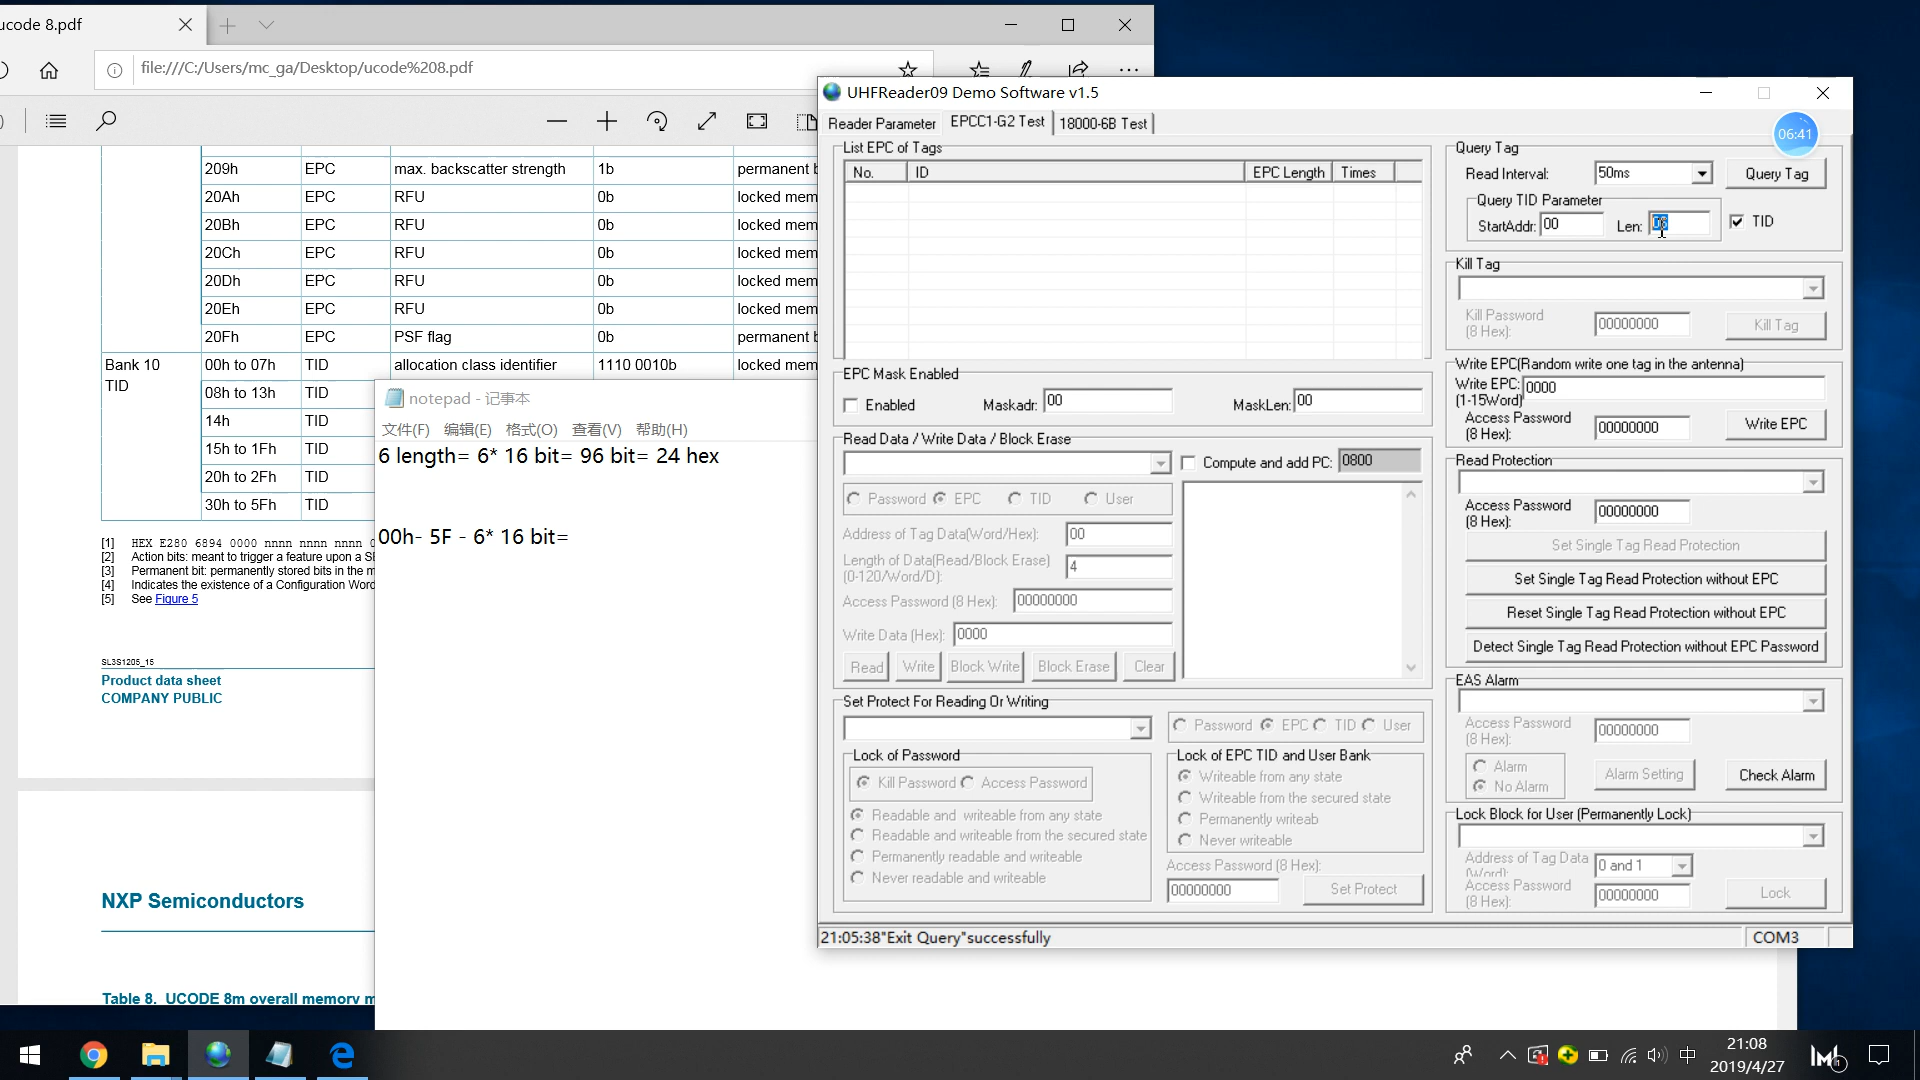 ucode 8.pdf
file:///C:/Users/mc_ga/Desktop/ucode%208.pdf
209h EPC max. backscatter strength 1b permanent b
20Ah EPC RFU 0b locked mem
20Bh EPC RFU 0b locked mem
20Ch EPC RFU 0b locked mem
20Dh EPC RFU 0b locked mem
20Eh EPC RFU 0b locked mem
20Fh EPC PSF flag 0b permanent b
Bank 10 TID
00h to 07h TID allocation class identifier 1110 0010b locked mem
08h to 13h TID
14h TID
15h to 1Fh TID
20h to 2Fh TID
30h to 5Fh TID
[1] HEX E280 6894 0000 nnnn nnnn nnnn
[2] Action bits: meant to trigger a feature upon a
[3] Permanent bit: permanently stored bits in the m
[4] Indicates the existence of a Configuration Word
[5] See Figure 5
SL3S1205_15
Product data sheet
COMPANY PUBLIC
NXP Semiconductors
Table 8. UCODE 8m overall memory m
notepad - 记事本
文件(F) 编辑(E) 格式(O) 查看(V) 帮助(H)
6 length= 6* 16 bit= 96 bit= 24 hex
00h- 5F - 6* 16 bit=
UHFReader09 Demo Software v1.5
Reader Parameter EPCC1-G2 Test 18000-6B Test
06:41
List EPC of Tags
No. ID EPC Length Times
EPC Mask Enabled
Enabled Maskadr: 00 MaskLen: 00
Read Data / Write Data / Block Erase
Compute and add PC: 0800
Password EPC TID User
Address of Tag Data(Word/Hex): 00
Length of Data(Read/Block Erase)
(0-120/Word/D): 4
Access Password (8 Hex): 00000000
Write Data (Hex): 0000
Read Write Block Write Block Erase Clear
Set Protect For Reading Or Writing
Password EPC TID User
Lock of Password
Kill Password Access Password
Readable and writeable from any state
Readable and writeable from the secured state
Permanently readable and writeable
Never readable and writeable
Lock of EPC TID and User Bank
Writeable from any state
Writeable from the secured state
Permanently writeab
Never writeable
Access Password (8 Hex):
00000000 Set Protect
Query Tag
Read Interval: 50ms Query Tag
Query TID Parameter
StartAddr: 00 Len: 06 TID
Kill Tag
Kill Password
(8 Hex): 00000000 Kill Tag
Write EPC(Random write one tag in the antenna)
Write EPC: 0000
(1-15Word)
Access Password
(8 Hex): 00000000 Write EPC
Read Protection
Access Password
(8 Hex): 00000000
Set Single Tag Read Protection
Set Single Tag Read Protection without EPC
Reset Single Tag Read Protection without EPC
Detect Single Tag Read Protection without EPC Password
EAS Alarm
Access Password
(8 Hex): 00000000
Alarm
No Alarm
Alarm Setting Check Alarm
Lock Block for User (Permanently Lock)
Address of Tag Data
(Word): 0 and 1
Access Password
(8 Hex): 00000000 Lock
21:05:38"Exit Query"successfully COM3
中
21:08
2019/4/27